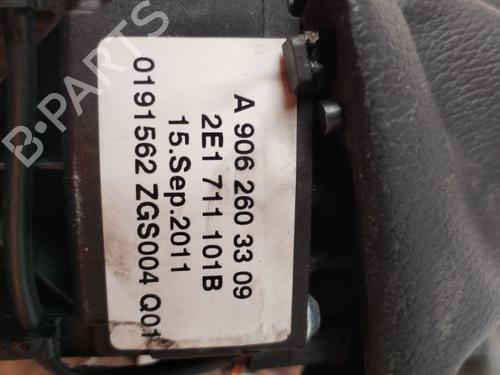 A 906 260 33 09
2E1 711 101B
15.Sep.2011
0191562 ZGS004 Q01
B-PARTS